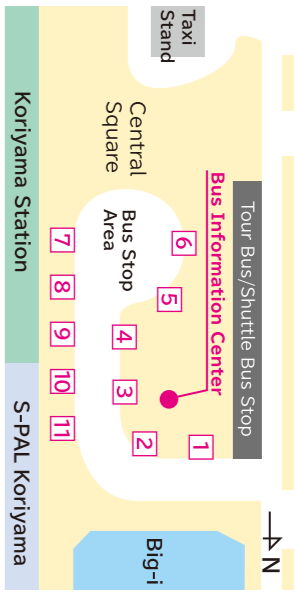 Taxi
Stand
Koriyama Station
Central
Square
Bus Information Center
Tour Bus/Shuttle Bus Stop
Bus Stop
Area
6
7
5
8
4
9
3
10
2
11
1
S-PAL Koriyama
Big-i
N